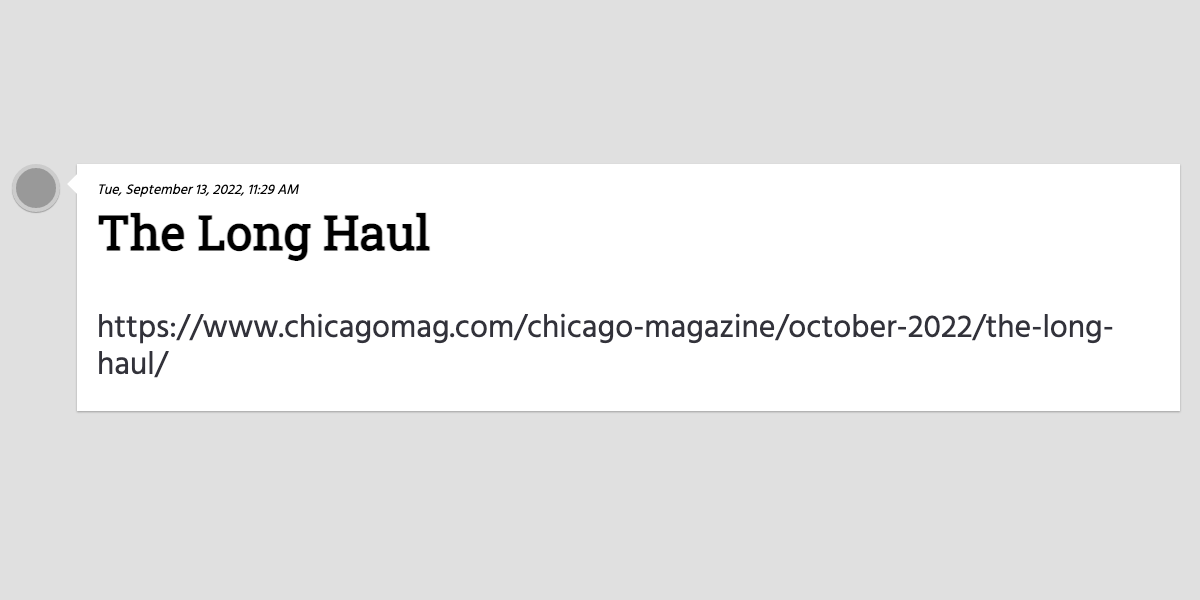 Tue, September 13, 2022, 11:29 AM
The Long Haul
https://www.chicagomag.com/chicago-magazine/october-2022/the-long-
haul/